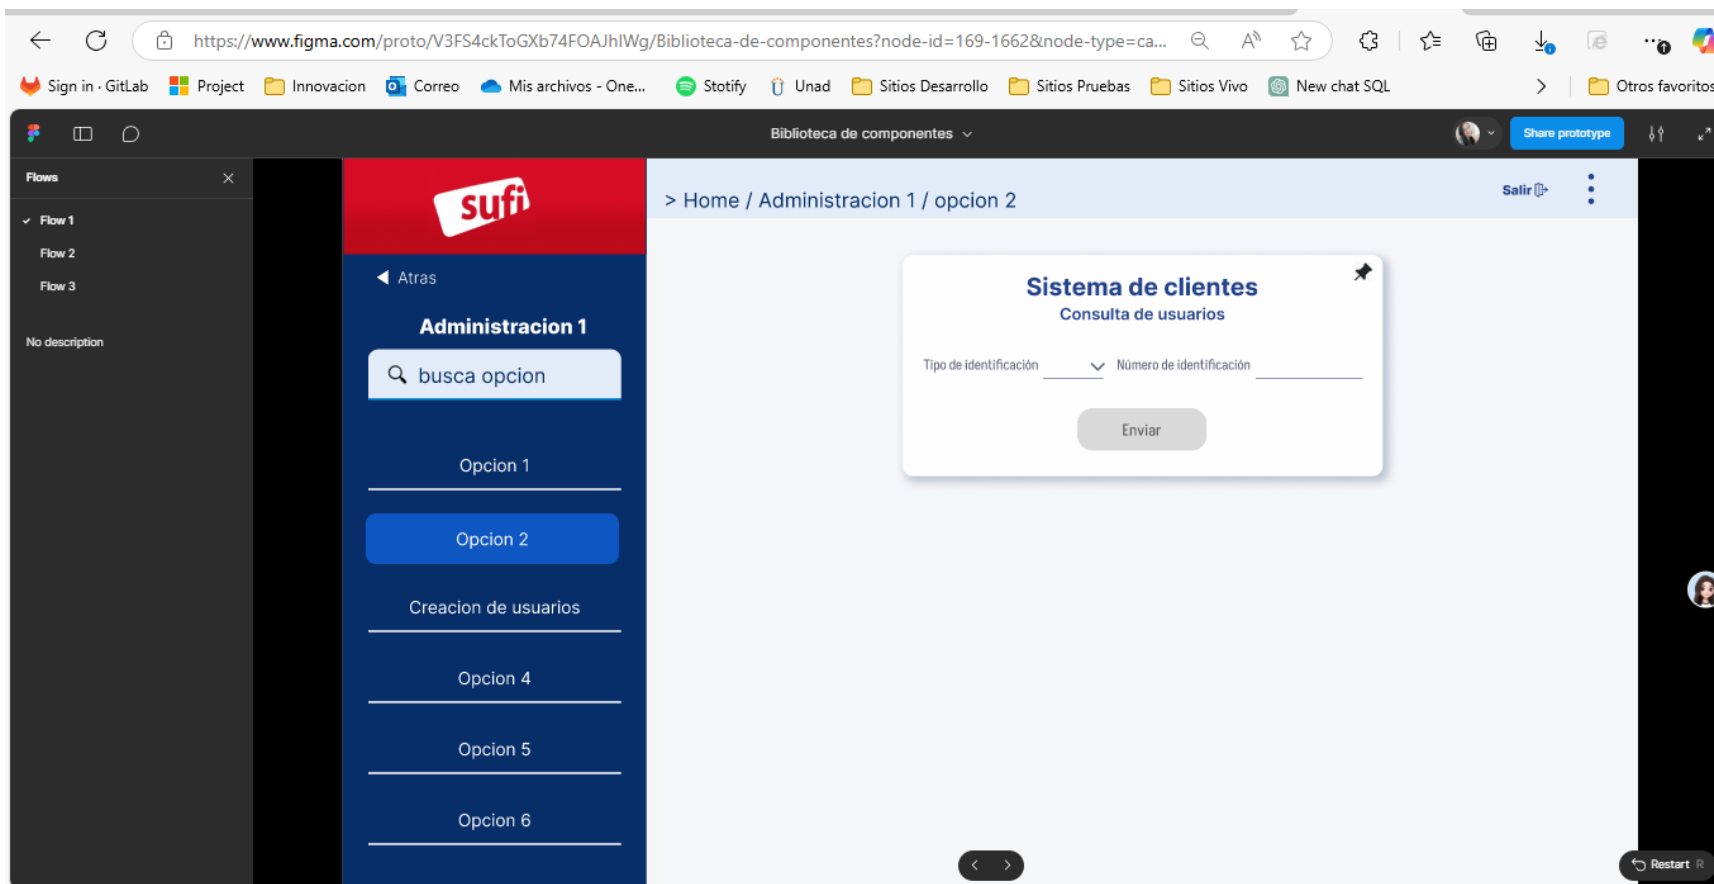 https://www.figma.com/proto/V3FS4ckToGXb74FOAJhIWg/Biblioteca-de-componentes?node-id=169-1662&node-type=ca...
Sign in · GitLab Project Innovacion Correo Mis archivos - One... Stotify Unad Sitios Desarrollo Sitios Pruebas Sitios Vivo New chat SQL Otros favoritos
Biblioteca de componentes
Share prototype
Flows
Flow 1
Flow 2
Flow 3
No description
sufi
Atras
Administracion 1
busca opcion
Opcion 1
Opcion 2
Creacion de usuarios
Opcion 4
Opcion 5
Opcion 6
> Home / Administracion 1 / opcion 2
Salir
Sistema de clientes
Consulta de usuarios
Tipo de identificación Número de identificación
Enviar
Restart R